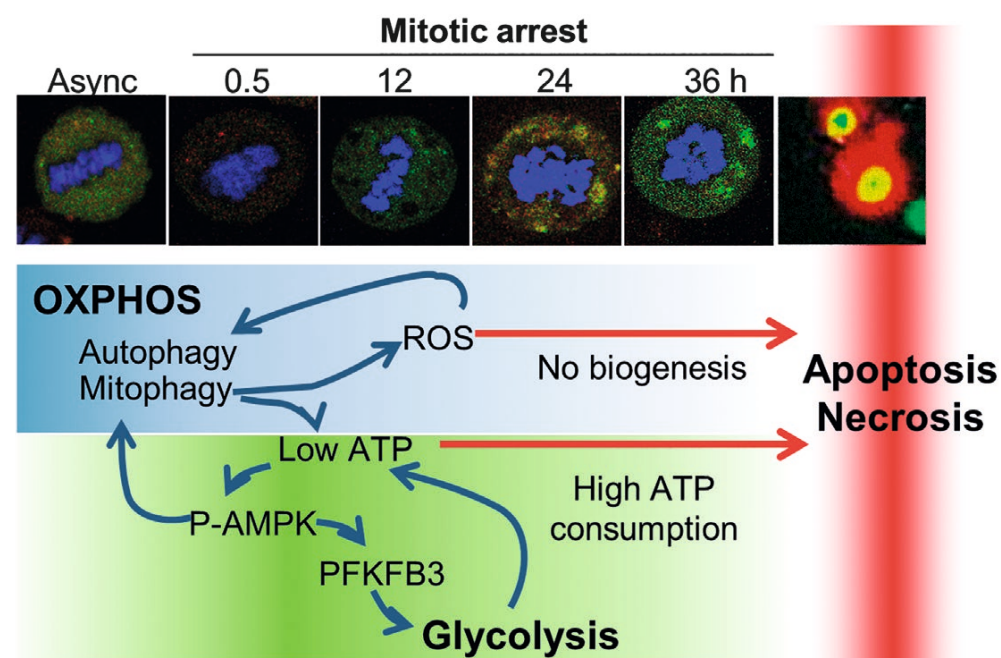 Mitotic arrest
Async 0.5 12 24 36 h
OXPHOS
Autophagy
Mitophagy
ROS
No biogenesis
Apoptosis
Necrosis
Low ATP
High ATP
consumption
P-AMPK
PFKFB3
Glycolysis